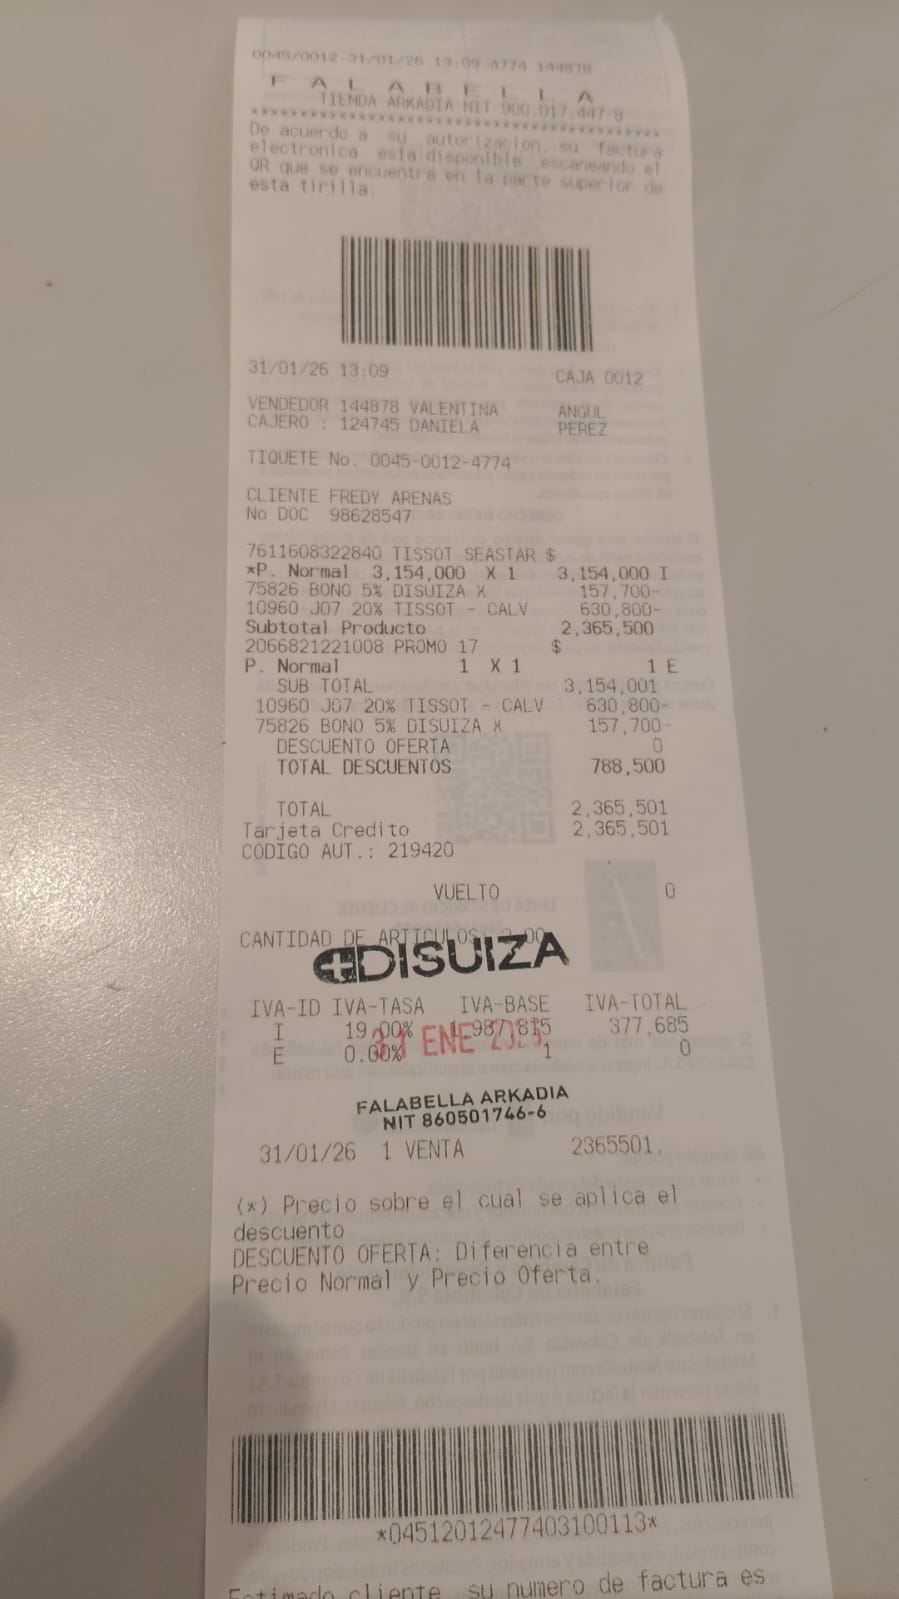 0045/0012 31/01/26 13:09 4774 144878
FALABELLA
TIENDA ARKADIA NIT 900.017.447-8
****************************************
De acuerdo a su autorizacion, su factura
electronica esta disponible escaneando el
QR que se encuentra en la parte superior de
esta tirilla.
31/01/26 13:09 CAJA 0012
VENDEDOR 144878 VALENTINA ANGUL
CAJERO : 124745 DANIELA PEREZ
TIQUETE No. 0045-0012-4774
CLIENTE FREDY ARENAS
No DOC 98628547
7611608322840 TISSOT SEASTAR $
*P. Normal 3,154,000 X 1 3,154,000 I
75826 BONO 5% DISUIZA X 157,700-
10960 J07 20% TISSOT - CALV 630,800-
Subtotal Producto 2,365,500
2066821221008 PROMO 17 $
P. Normal 1 X 1 1 E
SUB TOTAL 3,154,001
10960 J07 20% TISSOT - CALV 630,800-
75826 BONO 5% DISUIZA X 157,700-
DESCUENTO OFERTA 0
TOTAL DESCUENTOS 788,500
TOTAL 2,365,501
Tarjeta Credito 2,365,501
CODIGO AUT.: 219420
VUELTO 0
CANTIDAD DE ARTICULOS
DISUIZA
IVA-ID IVA-TASA IVA-BASE IVA-TOTAL
I 19.00% 1,987,815 377,685
31 ENE
E 0.00% 1 0
FALABELLA ARKADIA
NIT 860501746-6
31/01/26 1 VENTA 2365501.
(*) Precio sobre el cual se aplica el
descuento
DESCUENTO OFERTA: Diferencia entre
Precio Normal y Precio Oferta.
*04512012477403100113*
Estimado cliente, su numero de factura es